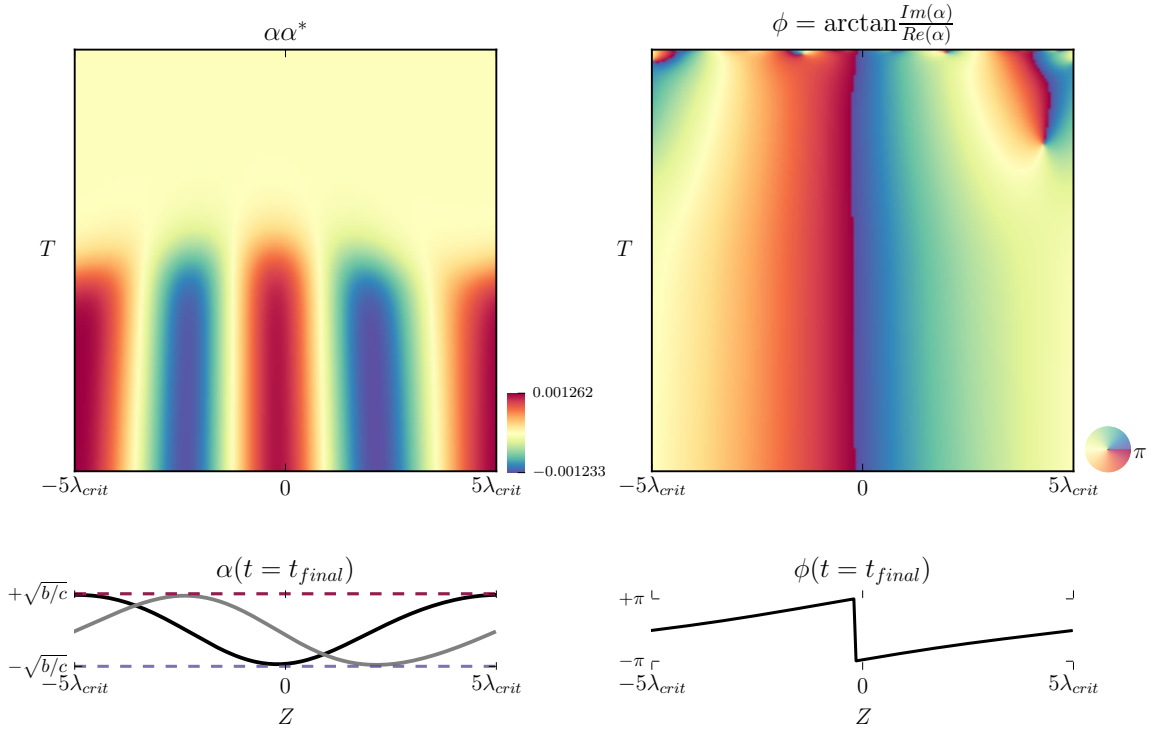 αα*
ϕ = arctan Im(α)/Re(α)
T
T
0.001262
−0.001233
π
−5λcrit 0 5λcrit
−5λcrit 0 5λcrit
α(t = tfinal)
ϕ(t = tfinal)
+√b/c
−√b/c
+π
−π
−5λcrit 0 5λcrit
−5λcrit 0 5λcrit
Z
Z